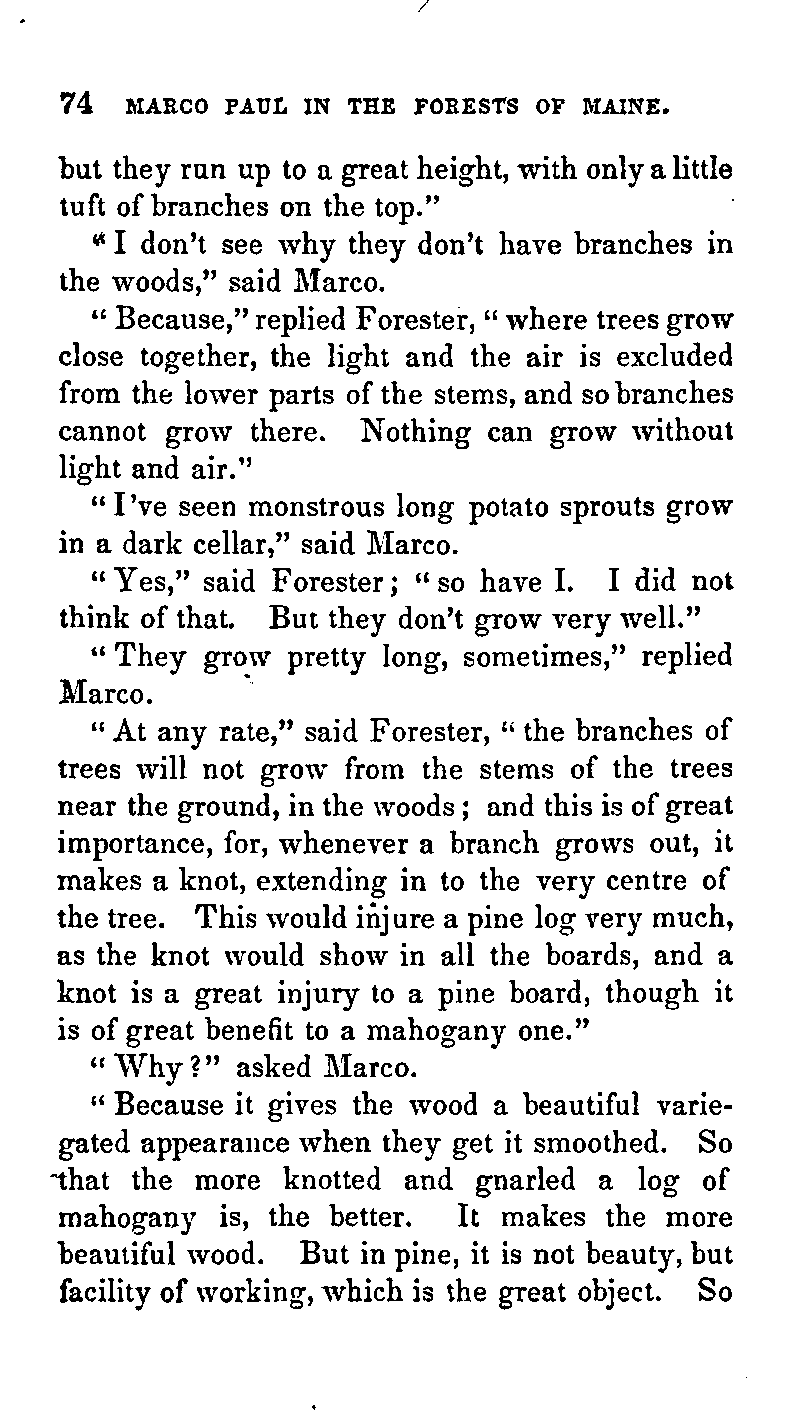 74 MARCO PAUL IN THE FORESTS OF MAINE.
but they run up to a great height, with only a little
tuft of branches on the top.”
“ I don’t see why they don’t have branches in
the woods,” said Marco.
“ Because,” replied Forester, “ where trees grow
close together, the light and the air is excluded
from the lower parts of the stems, and so branches
cannot grow there. Nothing can grow without
light and air.”
“ I’ve seen monstrous long potato sprouts grow
in a dark cellar,” said Marco.
“ Yes,” said Forester ; “ so have I. I did not
think of that. But they don’t grow very well.”
“ They grow pretty long, sometimes,” replied
Marco.
“ At any rate,” said Forester, “ the branches of
trees will not grow from the stems of the trees
near the ground, in the woods ; and this is of great
importance, for, whenever a branch grows out, it
makes a knot, extending in to the very centre of
the tree. This would injure a pine log very much,
as the knot would show in all the boards, and a
knot is a great injury to a pine board, though it
is of great benefit to a mahogany one.”
“ Why ?” asked Marco.
“ Because it gives the wood a beautiful varie-
gated appearance when they get it smoothed. So
that the more knotted and gnarled a log of
mahogany is, the better. It makes the more
beautiful wood. But in pine, it is not beauty, but
facility of working, which is the great object. So